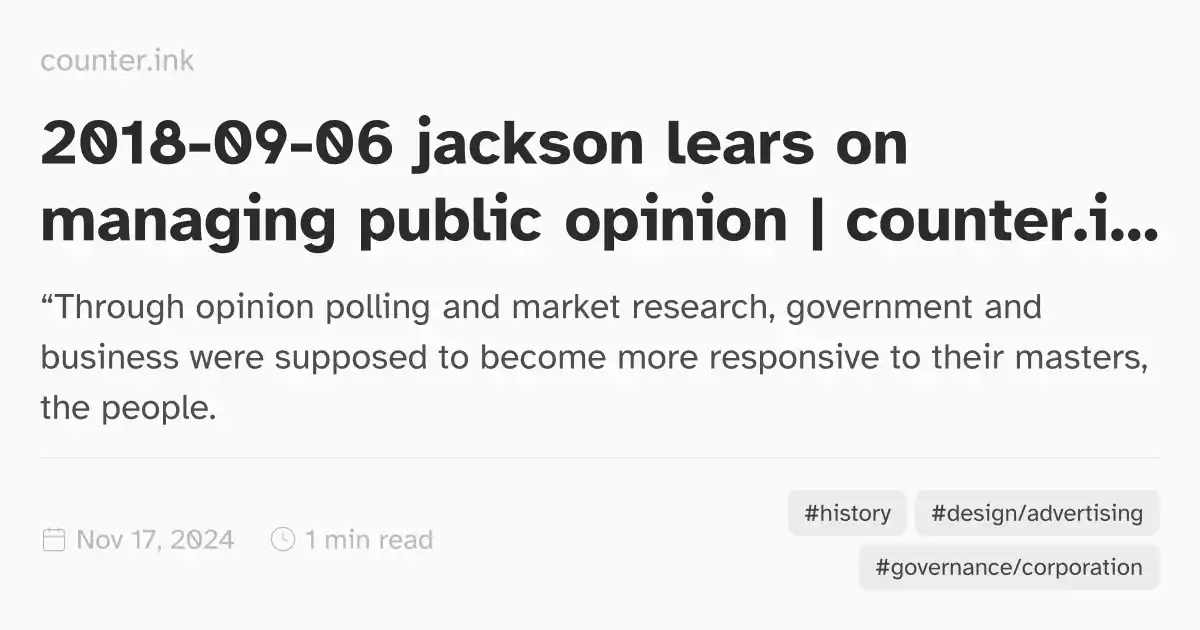 counter.ink
2018-09-06 jackson lears on
managing public opinion | counter.i...
“Through opinion polling and market research, government and
business were supposed to become more responsive to their masters,
the people.
Nov 17, 2024 1 min read
#history #design/advertising
#governance/corporation